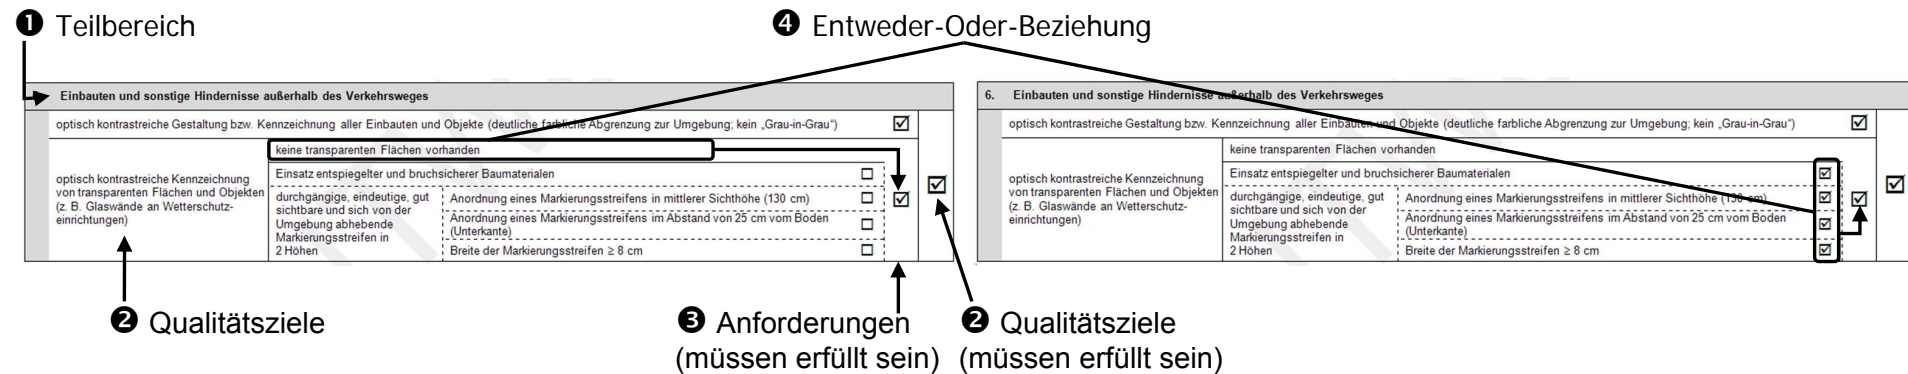 ❶ Teilbereich
❹ Entweder-Oder-Beziehung
Einbauten und sonstige Hindernisse außerhalb des Verkehrsweges
optisch kontrastreiche Gestaltung bzw. Kennzeichnung aller Einbauten und Objekte (deutliche farbliche Abgrenzung zur Umgebung; kein „Grau-in-Grau“)
optisch kontrastreiche Kennzeichnung
von transparenten Flächen und Objekten
(z. B. Glaswände an Wetterschutz-
einrichtungen)
keine transparenten Flächen vorhanden
Einsatz entspiegelter und bruchsicherer Baumaterialen
durchgängige, eindeutige, gut
sichtbare und sich von der
Umgebung abhebende
Markierungsstreifen in
2 Höhen
Anordnung eines Markierungsstreifens in mittlerer Sichthöhe (130 cm)
Anordnung eines Markierungsstreifens im Abstand von 25 cm vom Boden
(Unterkante)
Breite der Markierungsstreifen ≥ 8 cm
6. Einbauten und sonstige Hindernisse außerhalb des Verkehrsweges
optisch kontrastreiche Gestaltung bzw. Kennzeichnung aller Einbauten und Objekte (deutliche farbliche Abgrenzung zur Umgebung; kein „Grau-in-Grau“)
optisch kontrastreiche Kennzeichnung
von transparenten Flächen und Objekten
(z. B. Glaswände an Wetterschutz-
einrichtungen)
keine transparenten Flächen vorhanden
Einsatz entspiegelter und bruchsicherer Baumaterialen
durchgängige, eindeutige, gut
sichtbare und sich von der
Umgebung abhebende
Markierungsstreifen in
2 Höhen
Anordnung eines Markierungsstreifens in mittlerer Sichthöhe (130 cm)
Anordnung eines Markierungsstreifens im Abstand von 25 cm vom Boden
(Unterkante)
Breite der Markierungsstreifen ≥ 8 cm
❷ Qualitätsziele
❸ Anforderungen
(müssen erfüllt sein)
❷ Qualitätsziele
(müssen erfüllt sein)